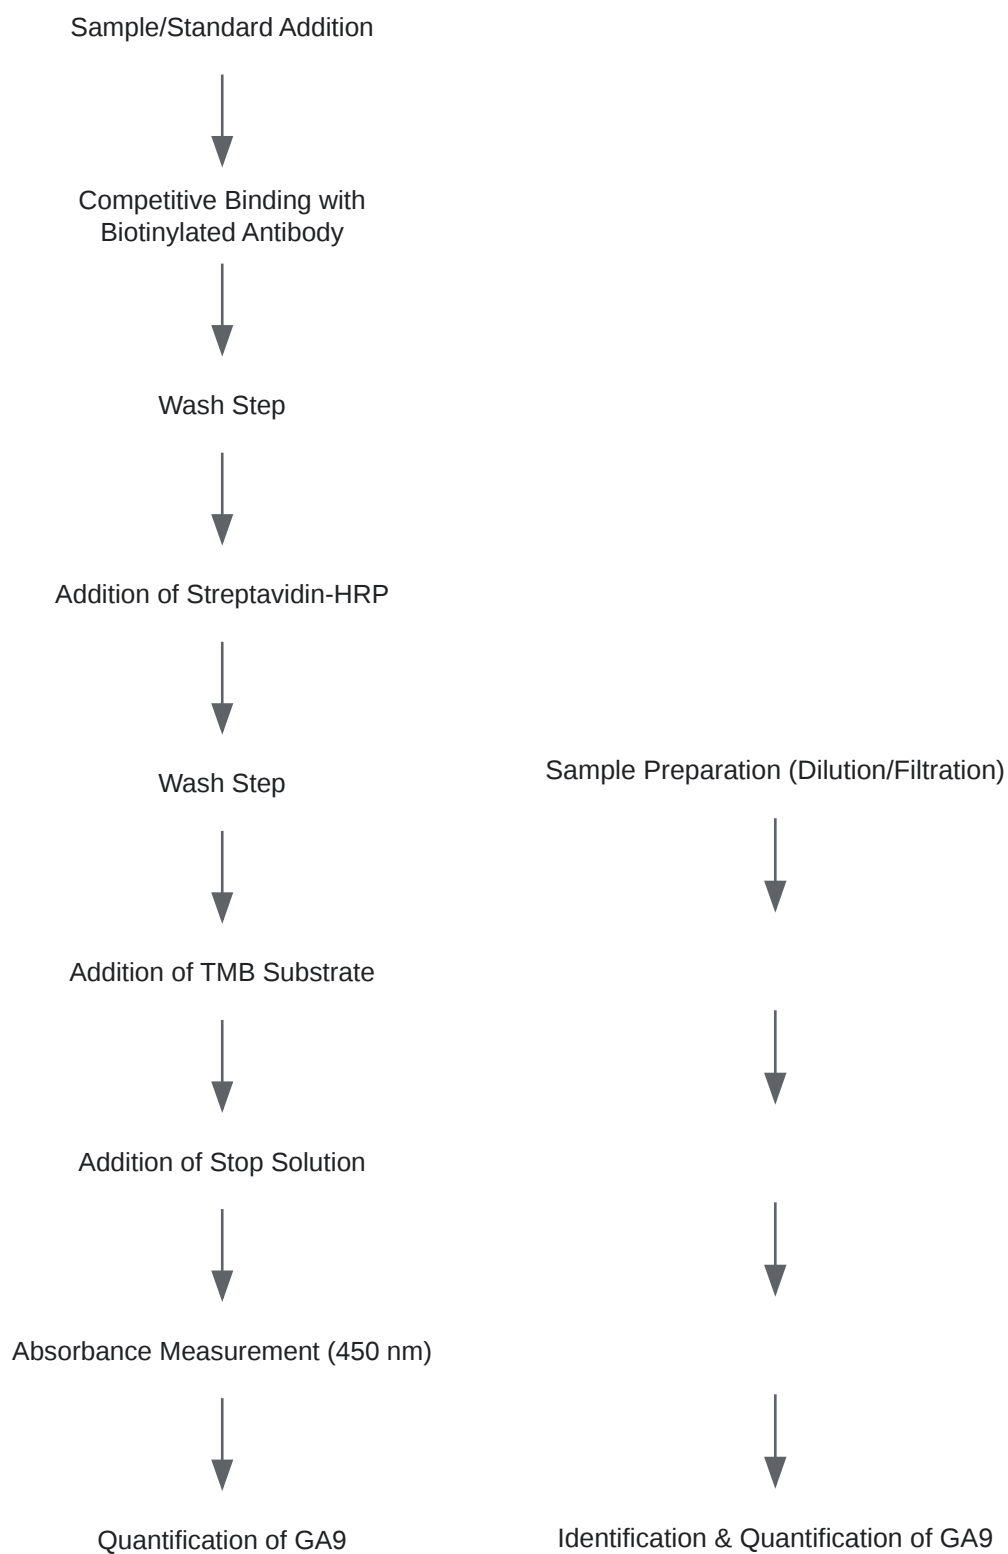 Sample/Standard Addition
Competitive Binding with
Biotinylated Antibody
Wash Step
Addition of Streptavidin-HRP
Wash Step
Addition of TMB Substrate
Addition of Stop Solution
Absorbance Measurement (450 nm)
Quantification of GA9
Sample Preparation (Dilution/Filtration)
Identification & Quantification of GA9